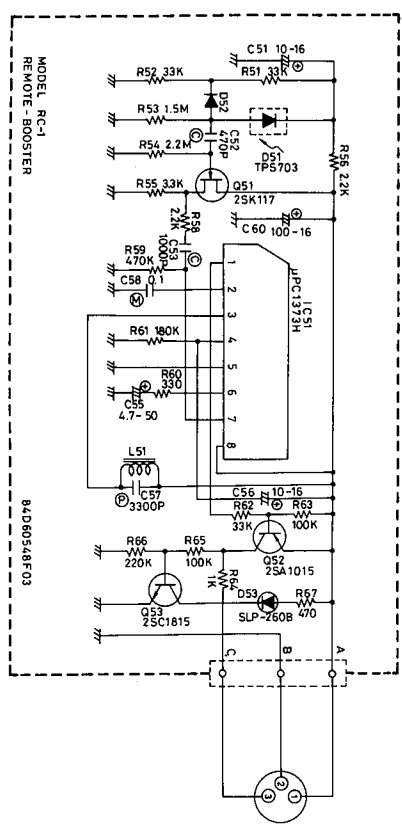 C51 10-16
R52 33K
R51 33K
D52
R53 1.5M
C
C52
470P
D51
TPS703
R54 2.2M
R56 2.2K
R55 3.3K
Q51
2SK117
R58
2.2K
C60 100-16
C53
1000P
C
R59
470K
C58 0.1
M
IC51
μPC1373H
1
2
3
4
5
6
7
8
R61 180K
R60
330
C55
4.7-50
L51
P
C57
3300P
C56 10-16
R62
33K
R63
100K
R66
220K
R65
100K
Q52
2SA1015
R64
1K
Q53
2SC1815
D53
SLP-260B
R67
470
A
B
C
1
2
3
MODEL RC-1
REMOTE-BOOSTER
84D60548F03